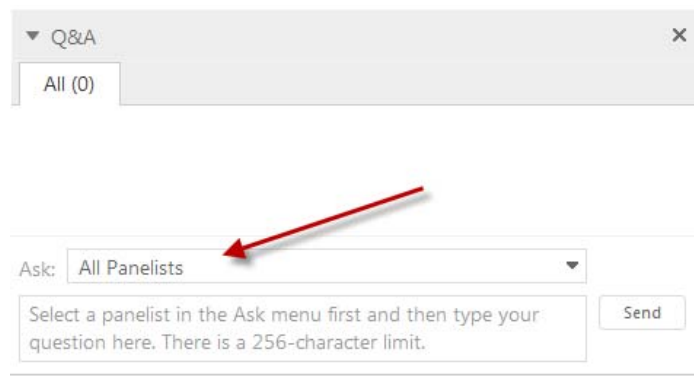 Q&A
All (0)
Ask: All Panelists
Select a panelist in the Ask menu first and then type your
question here. There is a 256-character limit.
Send